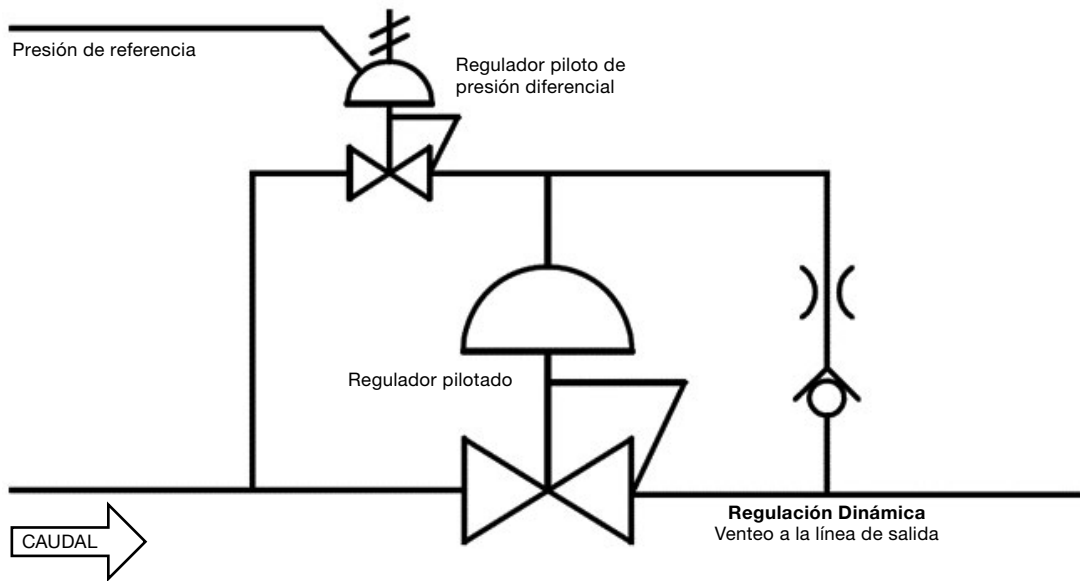 Presión de referencia
Regulador piloto de
presión diferencial
Regulador pilotado
CAUDAL
Regulación Dinámica
Venteo a la línea de salida